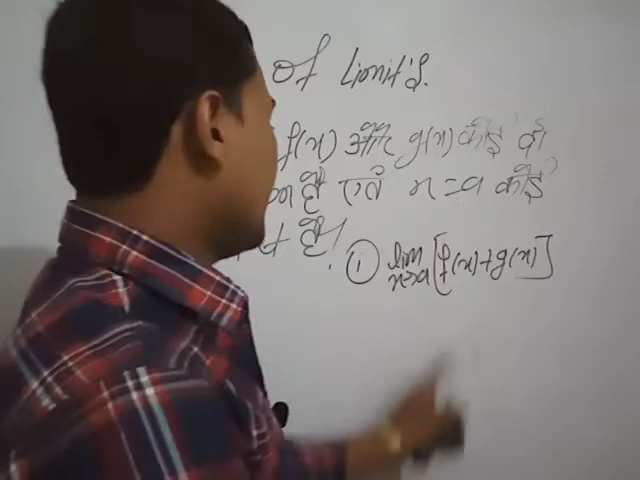 of Limit's.
f(x) और g(x) कोई दो
हैं एवं x = a कोई
है।
① lim x→a [f(x)+g(x)]